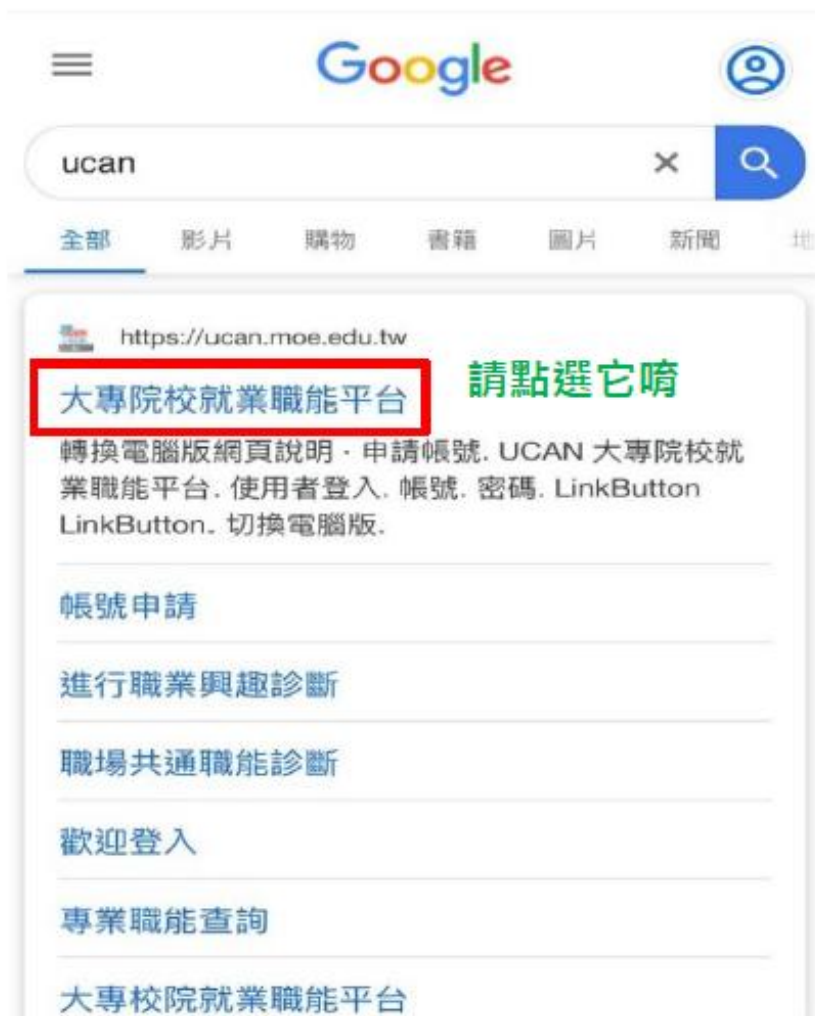 Google
ucan
全部 影片 購物 書籍 圖片 新聞 地
https://ucan.moe.edu.tw
大專院校就業職能平台
請點選它唷
轉換電腦版網頁說明 · 申請帳號. UCAN 大專院校就
業職能平台. 使用者登入. 帳號. 密碼. LinkButton
LinkButton. 切換電腦版.
帳號申請
進行職業興趣診斷
職場共通職能診斷
歡迎登入
專業職能查詢
大專校院就業職能平台